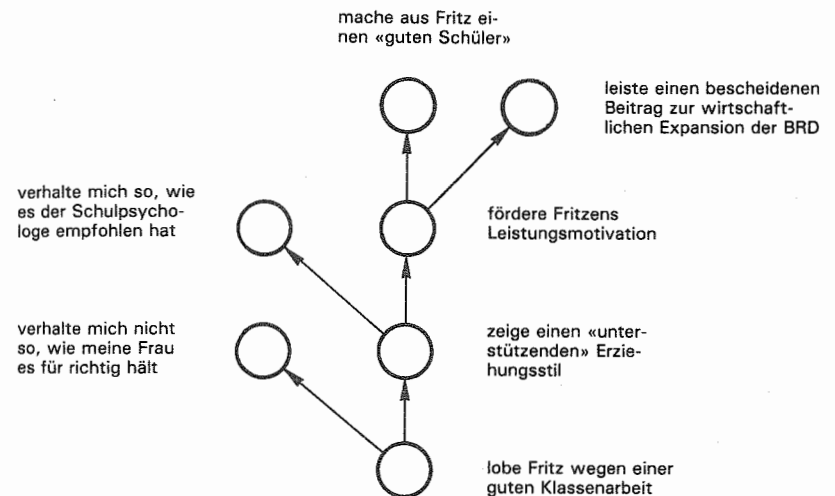 mache aus Fritz ei-
nen «guten Schüler»
leiste einen bescheidenen
Beitrag zur wirtschaft-
lichen Expansion der BRD
verhalte mich so, wie
es der Schulpsycho-
loge empfohlen hat
fördere Fritzens
Leistungsmotivation
verhalte mich nicht
so, wie meine Frau
es für richtig hält
zeige einen «unter-
stützenden» Erzie-
hungsstil
lobe Fritz wegen einer
guten Klassenarbeit